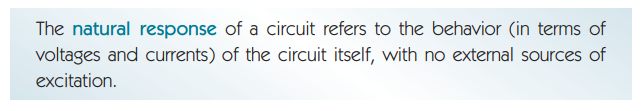 The natural response of a circuit refers to the behavior (in terms of
voltages and currents) of the circuit itself, with no external sources of
excitation.